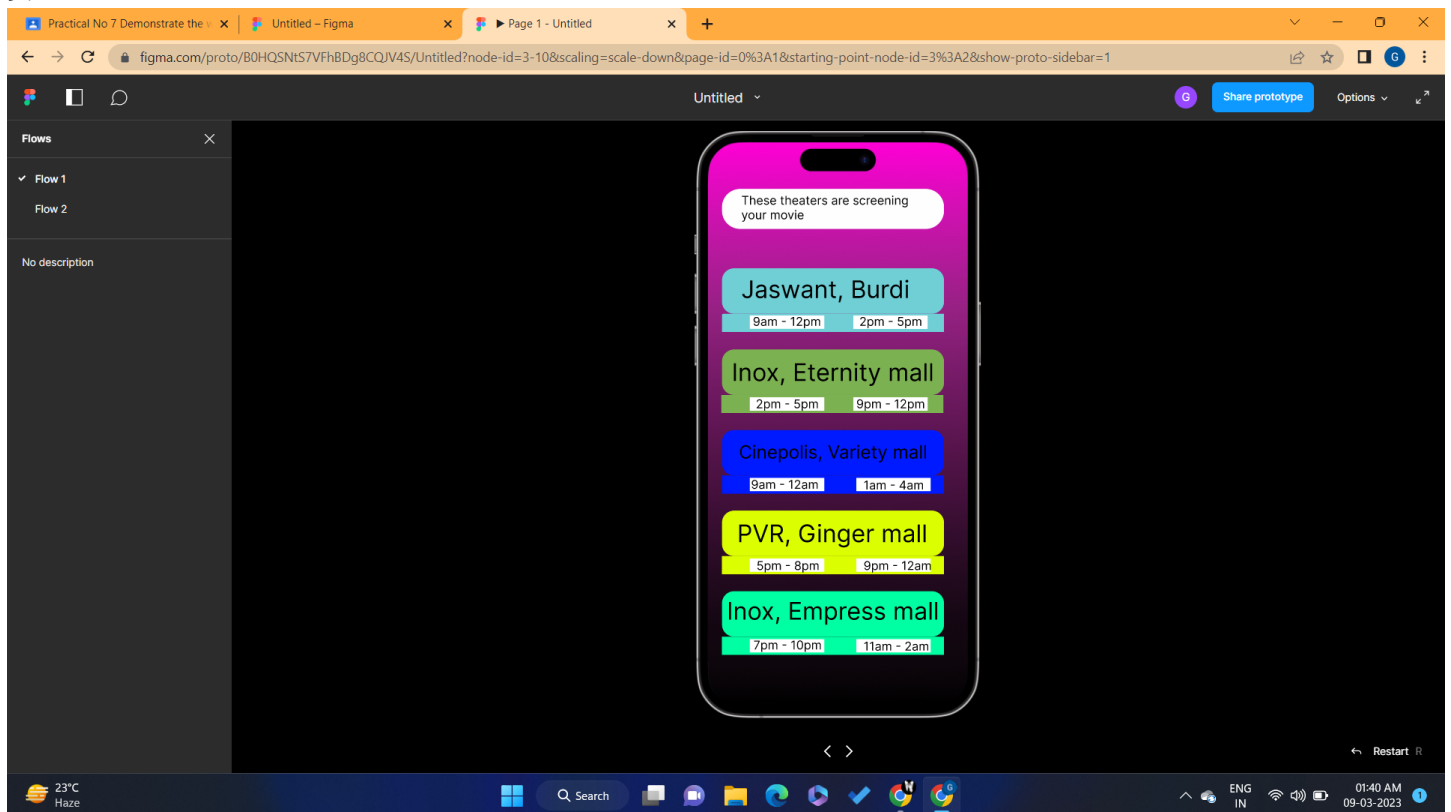 Practical No 7 Demonstrate the
Untitled – Figma
Page 1 - Untitled
figma.com/proto/B0HQSNtS7VFhBDg8CQJV4S/Untitled?node-id=3-10&scaling=scale-down&page-id=0%3A1&starting-point-node-id=3%3A2&show-proto-sidebar=1
G
Untitled
G
Share prototype
Options
Flows
Flow 1
Flow 2
No description
These theaters are screening
your movie
Jaswant, Burdi
9am - 12pm 2pm - 5pm
Inox, Eternity mall
2pm - 5pm 9pm - 12pm
Cinepolis, Variety mall
9am - 12am 1am - 4am
PVR, Ginger mall
5pm - 8pm 9pm - 12am
Inox, Empress mall
7pm - 10pm 11am - 2am
Restart R
23°C
Haze
Search
W
G
ENG
IN
01:40 AM
09-03-2023
1